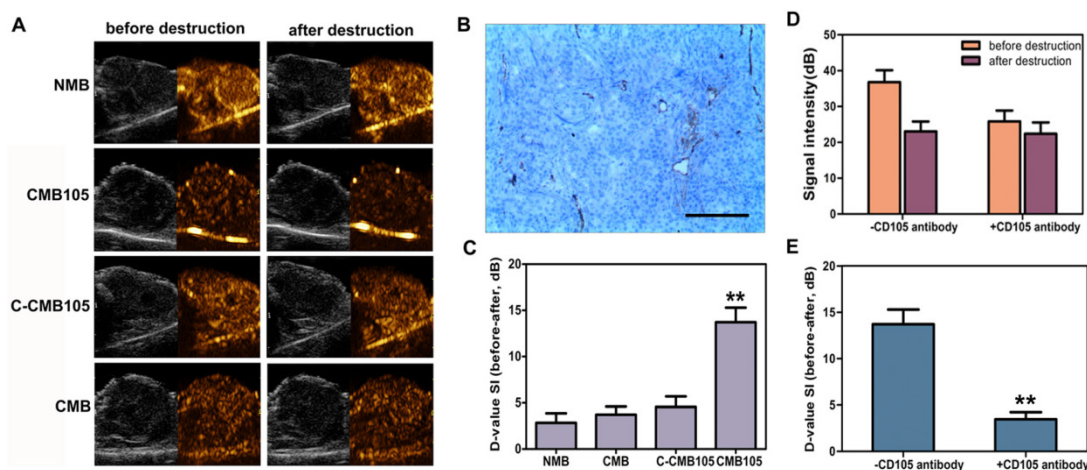 A
before destruction
after destruction
NMB
CMB105
C-CMB105
CMB
B
C
D-value SI (before-after, dB)
20
15
10
5
0
**
NMB
CMB
C-CMB105
CMB105
D
Signal intensity(dB)
50
40
30
20
10
0
before destruction
after destruction
-CD105 antibody
+CD105 antibody
E
D-value SI (before-after, dB)
20
15
10
5
0
**
-CD105 antibody
+CD105 antibody